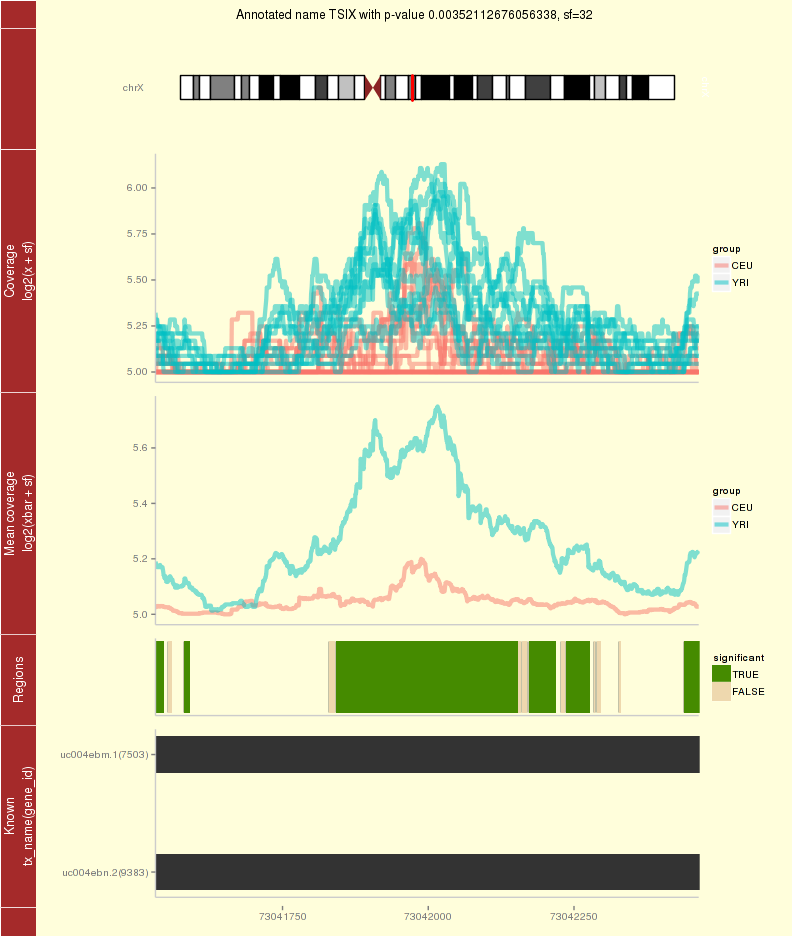 Annotated name TSIX with p-value 0.00352112676056338, sf=32
chrX
Coverage
log2(x + sf)
6.00
5.75
5.50
5.25
5.00
group
CEU
YRI
Mean coverage
log2(xbar + sf)
5.6
5.4
5.2
5.0
group
CEU
YRI
Regions
significant
TRUE
FALSE
Known
tx_name(gene_id)
uc004ebm.1(7503)
uc004ebn.2(9383)
73041750
73042000
73042250